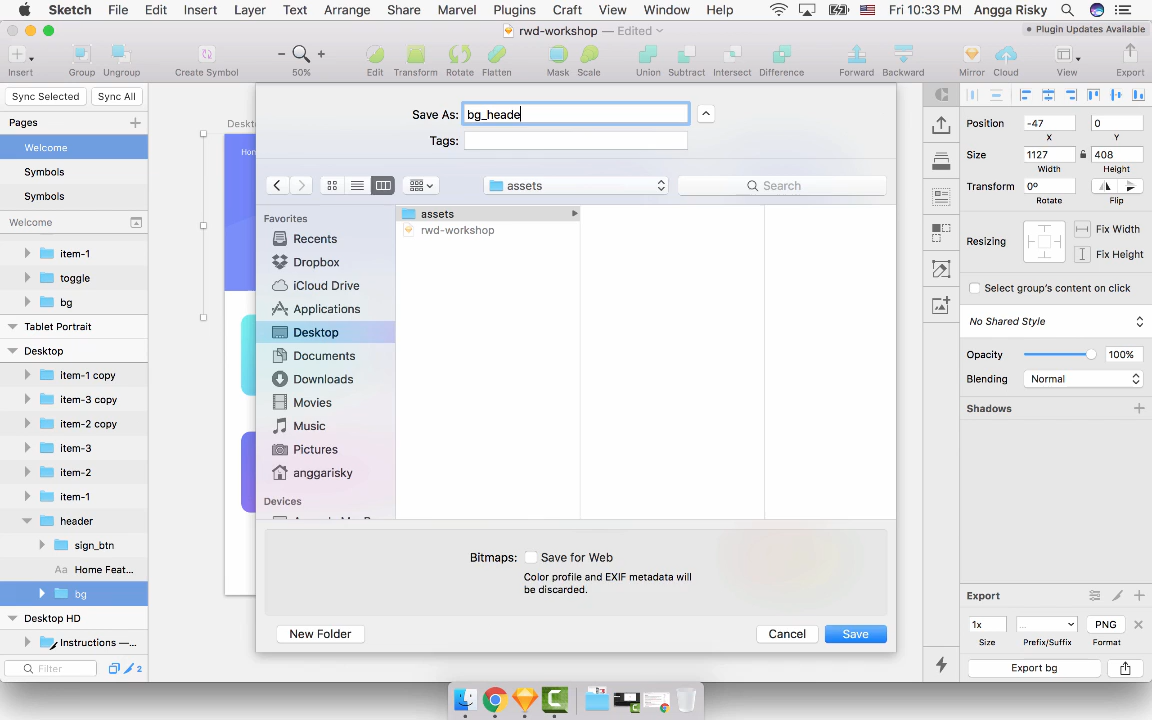 Sketch File Edit Insert Layer Text Arrange Share Marvel Plugins Craft View Window Help Fri 10:33 PM Angga Risky
rwd-workshop — Edited
Plugin Updates Available
Insert Group Ungroup Create Symbol 50% Edit Transform Rotate Flatten Mask Scale Union Subtract Intersect Difference Forward Backward Mirror Cloud View Export
Sync Selected Sync All
Pages
Welcome
Symbols
Symbols
Welcome
item-1
toggle
bg
Tablet Portrait
Desktop
item-1 copy
item-3 copy
item-2 copy
item-3
item-2
item-1
header
sign_btn
Aa Home Feat...
bg
Desktop HD
Instructions —...
Filter
2
Save As: bg_heade
Tags:
assets
Search
Favorites
Recents
Dropbox
iCloud Drive
Applications
Desktop
Documents
Downloads
Movies
Music
Pictures
anggarisky
Devices
assets
rwd-workshop
Bitmaps: Save for Web
Color profile and EXIF metadata will
be discarded.
New Folder Cancel Save
Position -47 0
X Y
Size 1127 408
Width Height
Transform 0º
Rotate Flip
Resizing Fix Width
Fix Height
Select group's content on click
No Shared Style
Opacity 100%
Blending Normal
Shadows
Export
1x ... PNG
Size Prefix/Suffix Format
Export bg